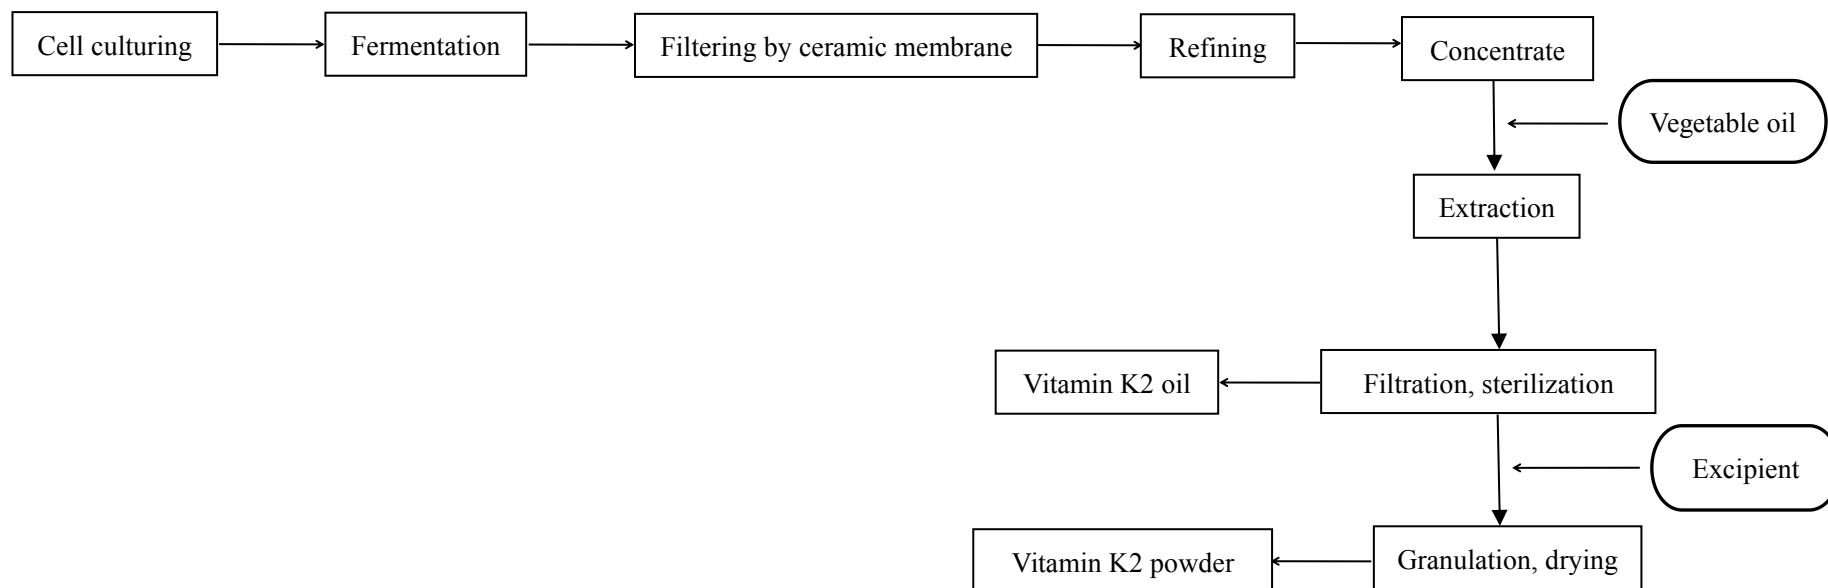 Cell culturing
Fermentation
Filtering by ceramic membrane
Refining
Concentrate
Vegetable oil
Extraction
Vitamin K2 oil
Filtration, sterilization
Excipient
Vitamin K2 powder
Granulation, drying